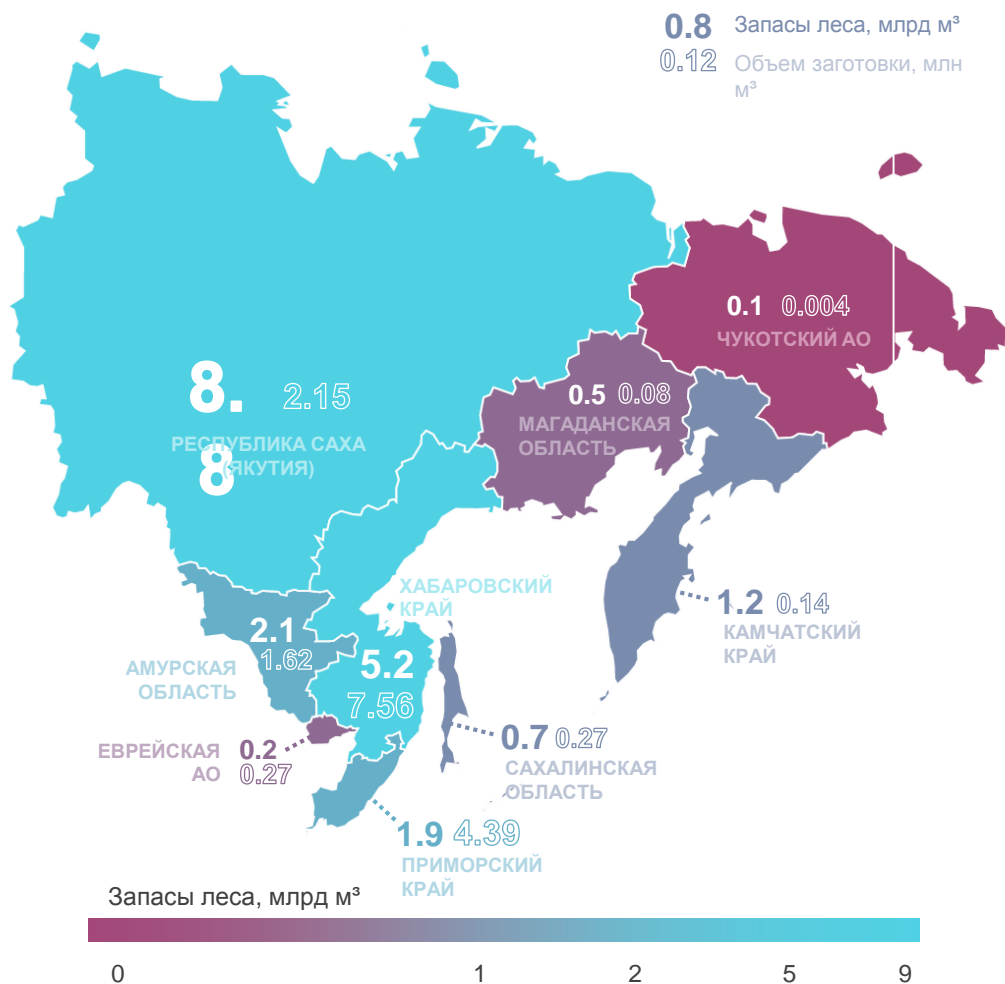 0.8 Запасы леса, млрд м³
0.12 Объем заготовки, млн
м³
0.1 0.004
ЧУКОТСКИЙ АО
8. 2.15
8
РЕСПУБЛИКА САХА
(ЯКУТИЯ)
0.5 0.08
МАГАДАНСКАЯ
ОБЛАСТЬ
ХАБАРОВСКИЙ
КРАЙ
5.2
7.56
1.2 0.14
КАМЧАТСКИЙ
КРАЙ
2.1
1.62
АМУРСКАЯ
ОБЛАСТЬ
0.7 0.27
САХАЛИНСКАЯ
ОБЛАСТЬ
ЕВРЕЙСКАЯ
АО
0.2
0.27
1.9 4.39
ПРИМОРСКИЙ
КРАЙ
Запасы леса, млрд м³
0 1 2 5 9